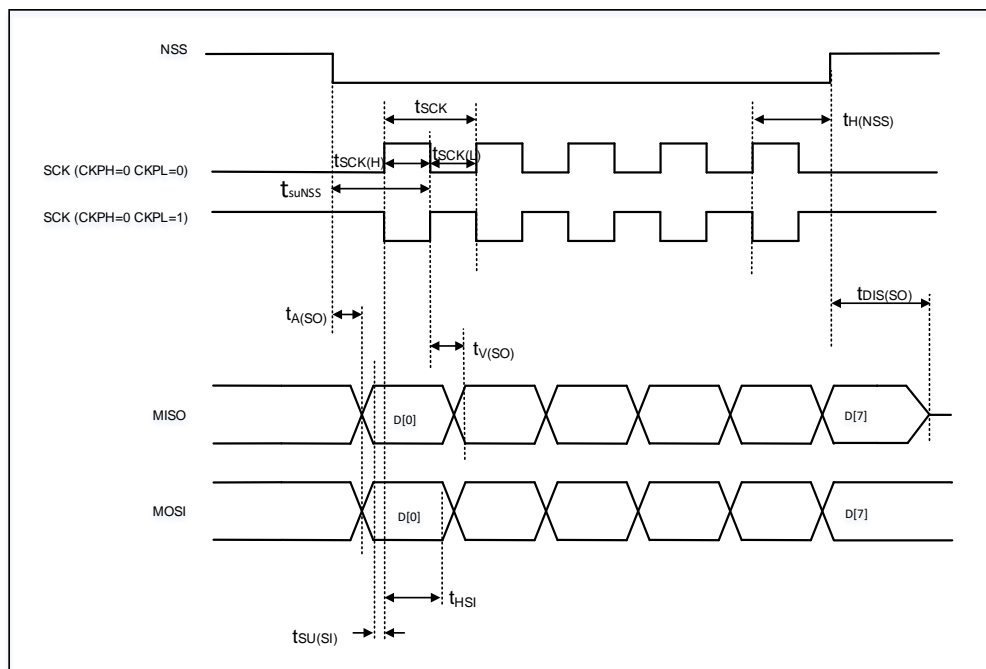 NSS
tSCK
tH(NSS)
tSCK(H)
tSCK(L)
SCK (CKPH=0 CKPL=0)
tsuNSS
SCK (CKPH=0 CKPL=1)
tDIS(SO)
tA(SO)
tV(SO)
MISO
D[0]
D[7]
MOSI
D[0]
D[7]
tHSI
tSU(SI)